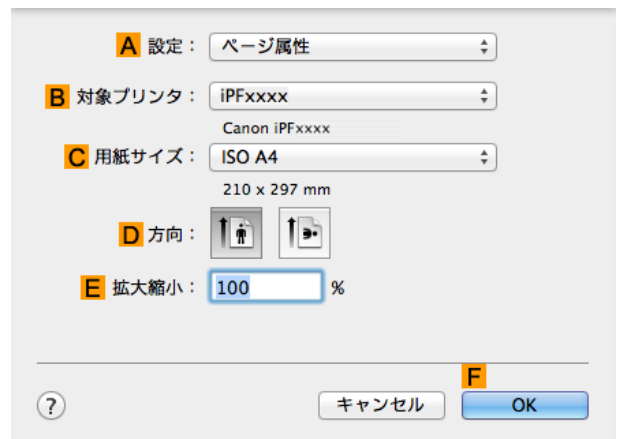 A 設定： ページ属性
B 対象プリンタ： iPFxxxx
Canon iPFxxxx
C 用紙サイズ： ISO A4
210 x 297 mm
D 方向：
E 拡大縮小： 100 %
F
? キャンセル OK